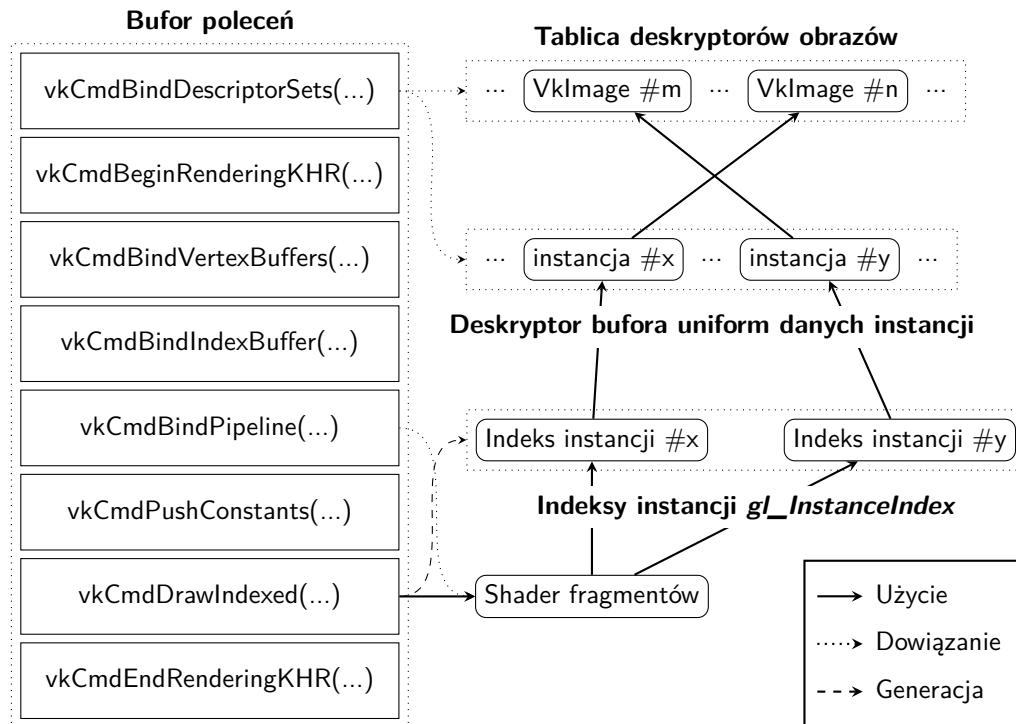 Bufor poleceń
vkCmdBindDescriptorSets(...)
vkCmdBeginRenderingKHR(...)
vkCmdBindVertexBuffers(...)
vkCmdBindIndexBuffer(...)
vkCmdBindPipeline(...)
vkCmdPushConstants(...)
vkCmdDrawIndexed(...)
vkCmdEndRenderingKHR(...)
Tablica deskryptorów obrazów
... VkImage #m ... VkImage #n ...
... instancja #x ... instancja #y ...
Deskryptor bufora uniform danych instancji
Indeks instancji #x Indeks instancji #y
Indeksy instancji gl_InstanceIndex
Shader fragmentów
Użycie
Dowiązanie
Generacja